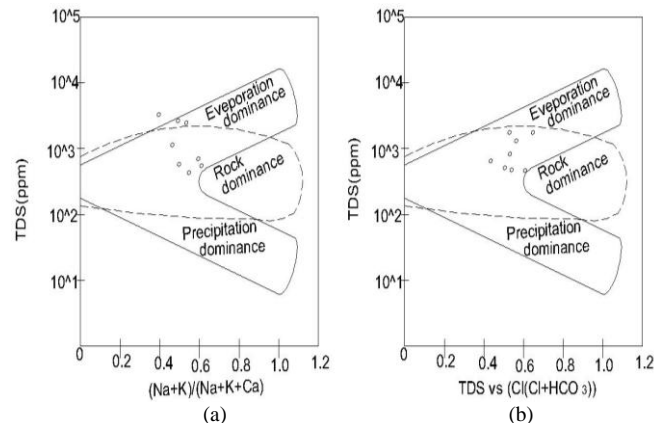 10^5
10^4
10^3
10^2
10^1
TDS(ppm)
Eveporation
dominance
Rock
dominance
Precipitation
dominance
0 0.2 0.4 0.6 0.8 1.0 1.2
(Na+K)/(Na+K+Ca)
(a)
10^5
10^4
10^3
10^2
10^1
TDS(ppm)
Eveporation
dominance
Rock
dominance
Precipitation
dominance
0 0.2 0.4 0.6 0.8 1.0 1.2
TDS vs (Cl(Cl+HCO 3))
(b)